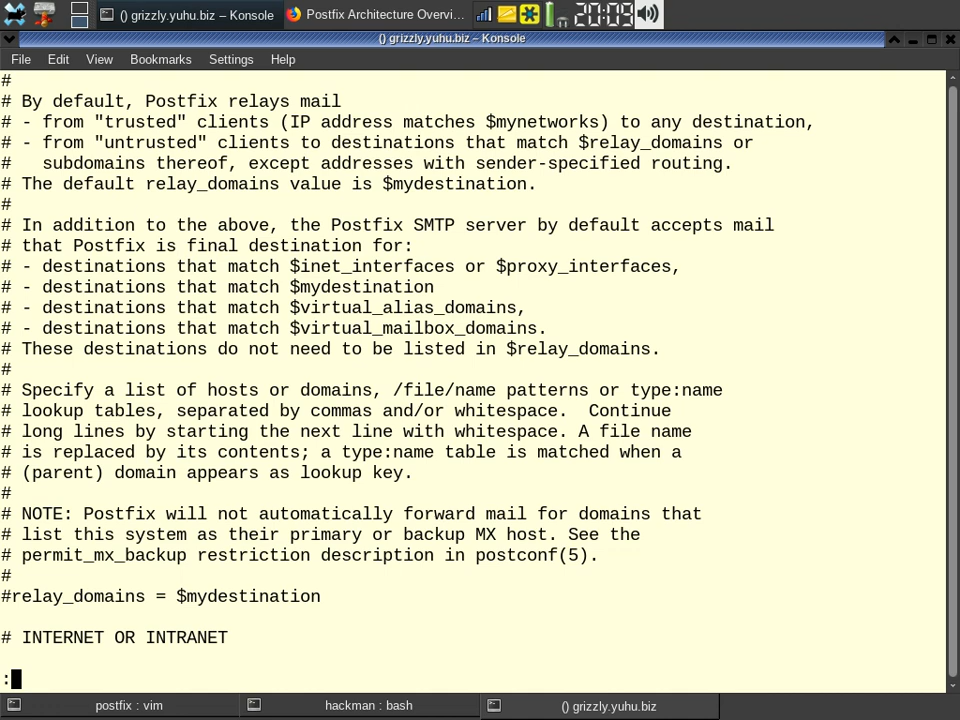 () grizzly.yuhu.biz – Konsole
Postfix Architecture Overvi...
20:09
() grizzly.yuhu.biz – Konsole
File Edit View Bookmarks Settings Help
#
# By default, Postfix relays mail
# - from "trusted" clients (IP address matches $mynetworks) to any destination,
# - from "untrusted" clients to destinations that match $relay_domains or
#   subdomains thereof, except addresses with sender-specified routing.
# The default relay_domains value is $mydestination.
#
# In addition to the above, the Postfix SMTP server by default accepts mail
# that Postfix is final destination for:
# - destinations that match $inet_interfaces or $proxy_interfaces,
# - destinations that match $mydestination
# - destinations that match $virtual_alias_domains,
# - destinations that match $virtual_mailbox_domains.
# These destinations do not need to be listed in $relay_domains.
#
# Specify a list of hosts or domains, /file/name patterns or type:name
# lookup tables, separated by commas and/or whitespace.  Continue
# long lines by starting the next line with whitespace. A file name
# is replaced by its contents; a type:name table is matched when a
# (parent) domain appears as lookup key.
#
# NOTE: Postfix will not automatically forward mail for domains that
# list this system as their primary or backup MX host. See the
# permit_mx_backup restriction description in postconf(5).
#
#relay_domains = $mydestination
# INTERNET OR INTRANET
:
postfix : vim
hackman : bash
() grizzly.yuhu.biz